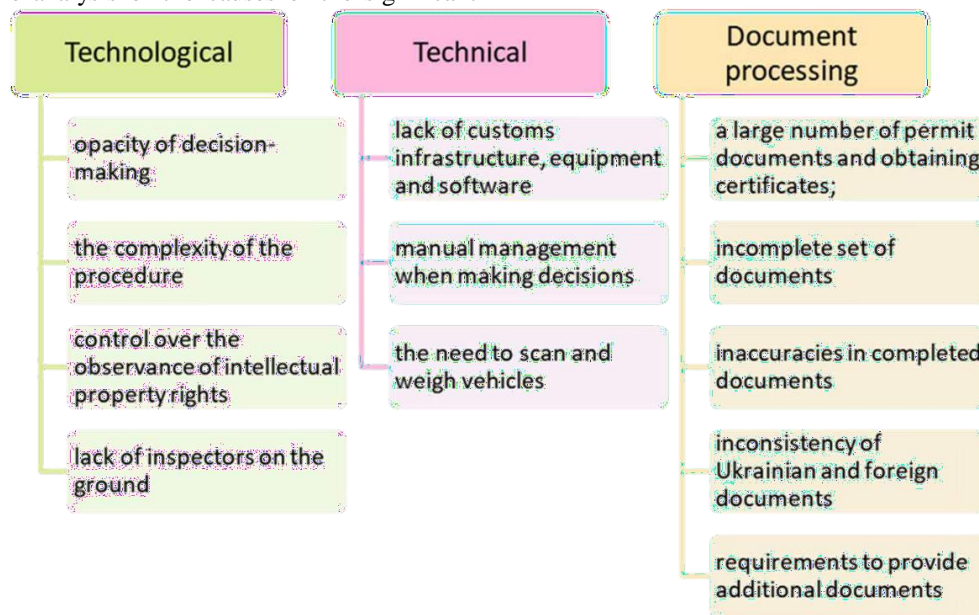 Technological
opacity of decision-
making
the complexity of the
procedure
control over the
observance of intellectual
property rights
lack of inspectors on the
ground
Technical
lack of customs
infrastructure, equipment
and software
manual management
when making decisions
the need to scan and
weigh vehicles
Document
processing
a large number of permit
documents and obtaining
certificates;
incomplete set of
documents
inaccuracies in completed
documents
inconsistency of
Ukrainian and foreign
documents
requirements to provide
additional documents